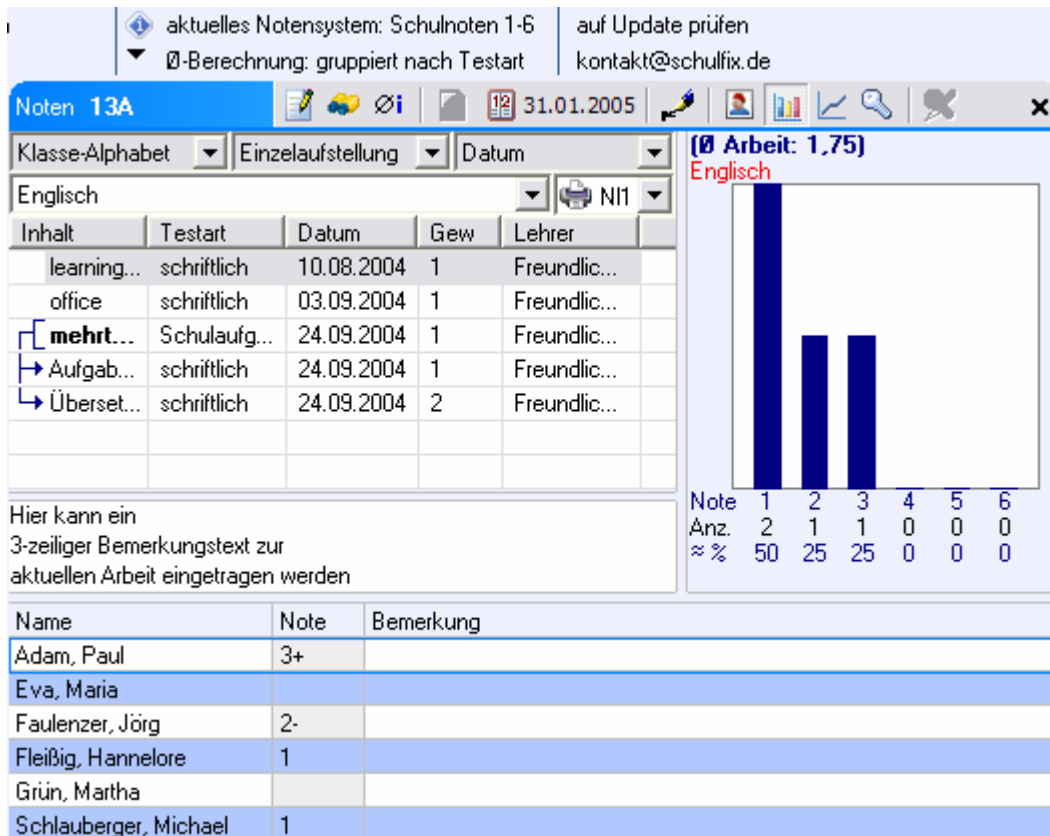 aktuelles Notensystem: Schulnoten 1-6 auf Update prüfen
Ø-Berechnung: gruppiert nach Testart kontakt@schulfix.de
Noten 13A Øi 12 31.01.2005
Klasse-Alphabet Einzelaufstellung Datum
Englisch NI1
Inhalt Testart Datum Gew Lehrer
learning... schriftlich 10.08.2004 1 Freundlic...
office schriftlich 03.09.2004 1 Freundlic...
mehrt... Schulaufg... 24.09.2004 1 Freundlic...
Aufgab... schriftlich 24.09.2004 1 Freundlic...
Überset... schriftlich 24.09.2004 2 Freundlic...
Hier kann ein
3-zeiliger Bemerkungstext zur
aktuellen Arbeit eingetragen werden
(Ø Arbeit: 1,75)
Englisch
Note 1 2 3 4 5 6
Anz. 2 1 1 0 0 0
≈ % 50 25 25 0 0 0
Name Note Bemerkung
Adam, Paul 3+
Eva, Maria
Faulenzer, Jörg 2-
Fleißig, Hannelore 1
Grün, Martha
Schlauberger, Michael 1